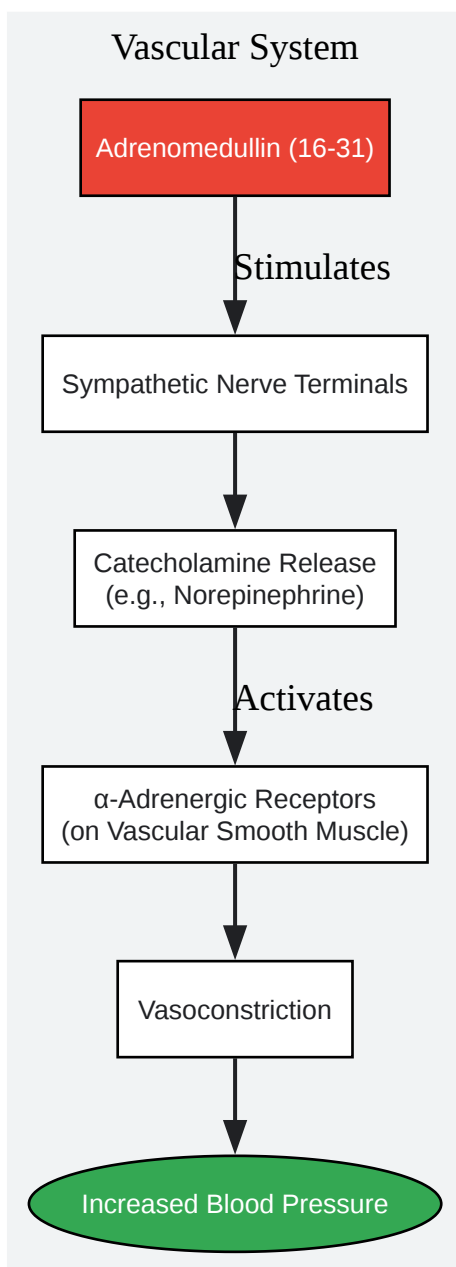 Vascular System
Adrenomedullin (16-31)
Stimulates
Sympathetic Nerve Terminals
Catecholamine Release
(e.g., Norepinephrine)
Activates
α-Adrenergic Receptors
(on Vascular Smooth Muscle)
Vasoconstriction
Increased Blood Pressure